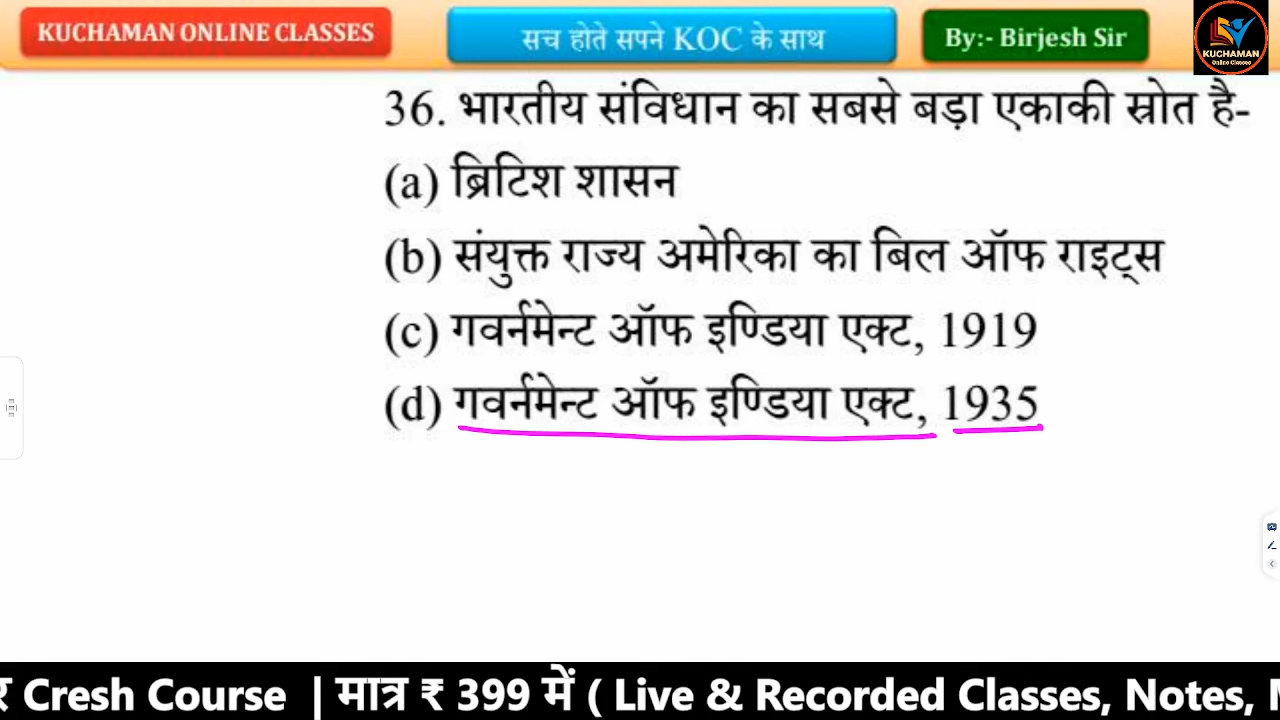 KUCHAMAN ONLINE CLASSES
सच होते सपने KOC के साथ
By:- Birjesh Sir
KUCHAMAN
Online Classes
36. भारतीय संविधान का सबसे बड़ा एकाकी स्रोत है-
(a) ब्रिटिश शासन
(b) संयुक्त राज्य अमेरिका का बिल ऑफ राइट्स
(c) गवर्नमेन्ट ऑफ इण्डिया एक्ट, 1919
(d) गवर्नमेन्ट ऑफ इण्डिया एक्ट, 1935
Cresh Course | मात्र ₹ 399 में ( Live & Recorded Classes, Notes,